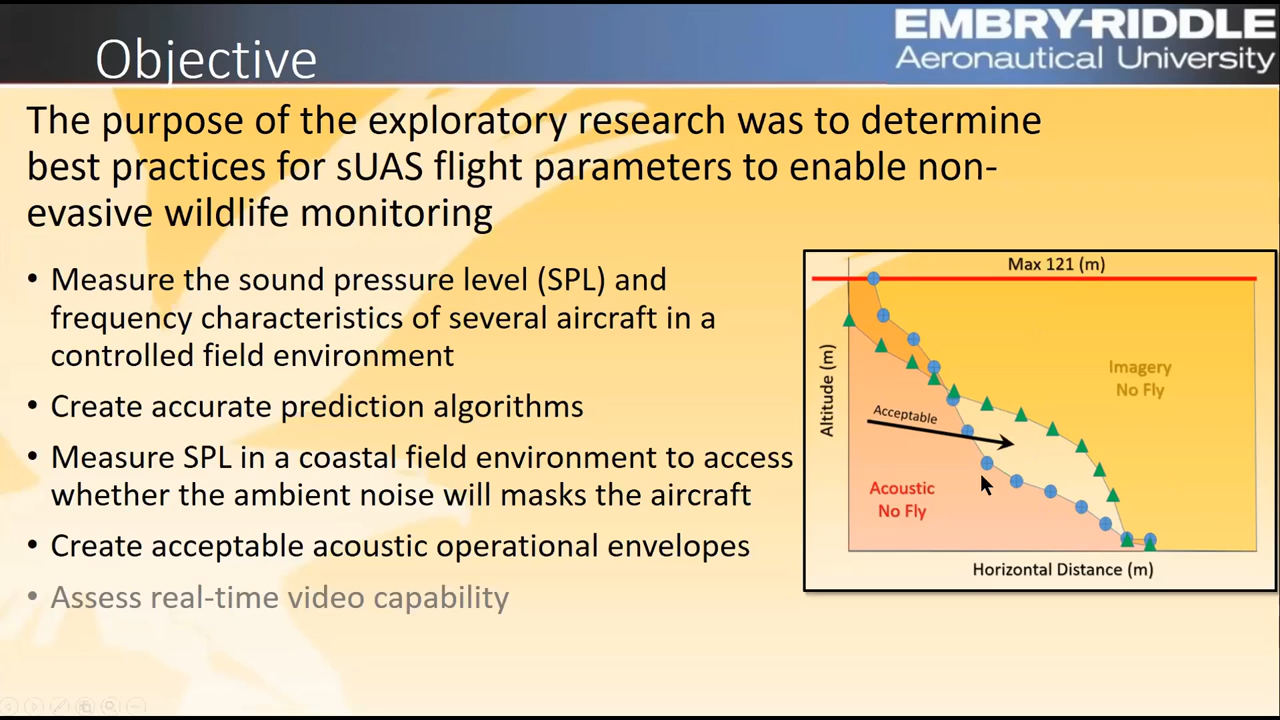 EMBRY-RIDDLE
Aeronautical University
Objective
The purpose of the exploratory research was to determine
best practices for sUAS flight parameters to enable non-
evasive wildlife monitoring
• Measure the sound pressure level (SPL) and
frequency characteristics of several aircraft in a
controlled field environment
• Create accurate prediction algorithms
• Measure SPL in a coastal field environment to access
whether the ambient noise will masks the aircraft
• Create acceptable acoustic operational envelopes
• Assess real-time video capability
Max 121 (m)
Altitude (m)
Imagery
No Fly
Acceptable
Acoustic
No Fly
Horizontal Distance (m)